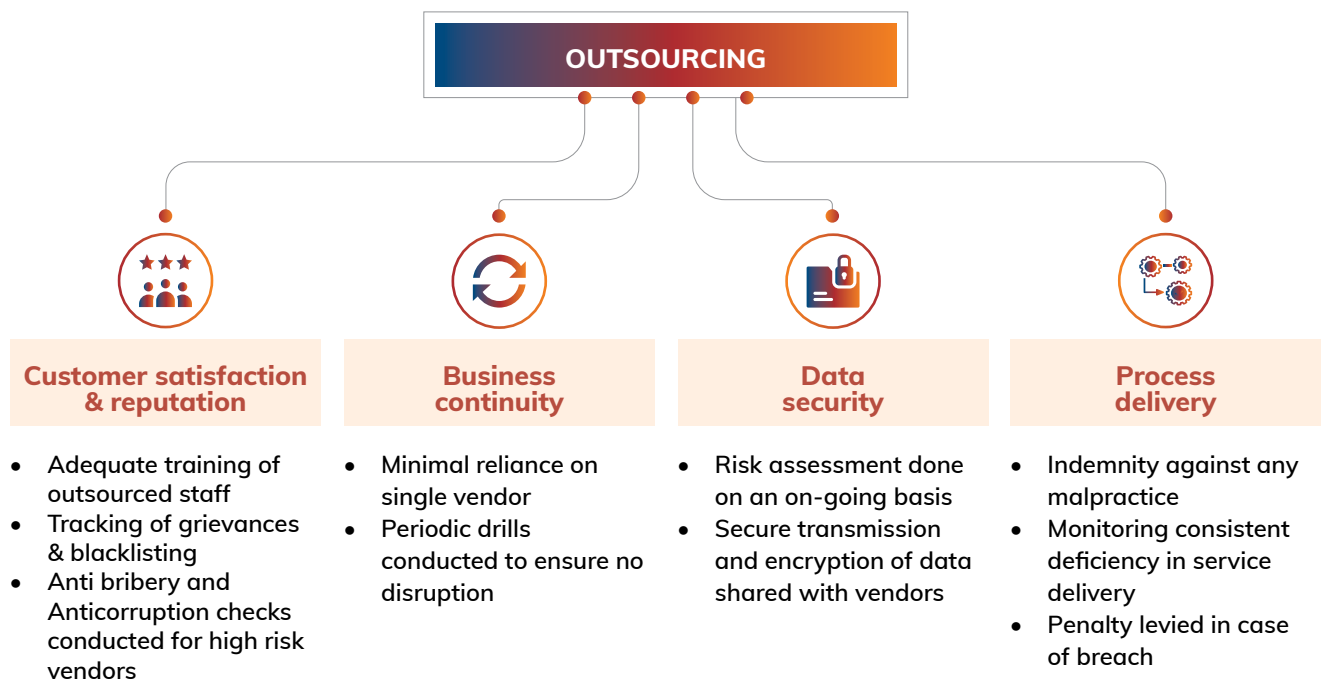 OUTSOURCING
Customer satisfaction
& reputation
• Adequate training of
outsourced staff
• Tracking of grievances
& blacklisting
• Anti bribery and
Anticorruption checks
conducted for high risk
vendors
Business
continuity
• Minimal reliance on
single vendor
• Periodic drills
conducted to ensure no
disruption
Data
security
• Risk assessment done
on an on-going basis
• Secure transmission
and encryption of data
shared with vendors
Process
delivery
• Indemnity against any
malpractice
• Monitoring consistent
deficiency in service
delivery
• Penalty levied in case
of breach